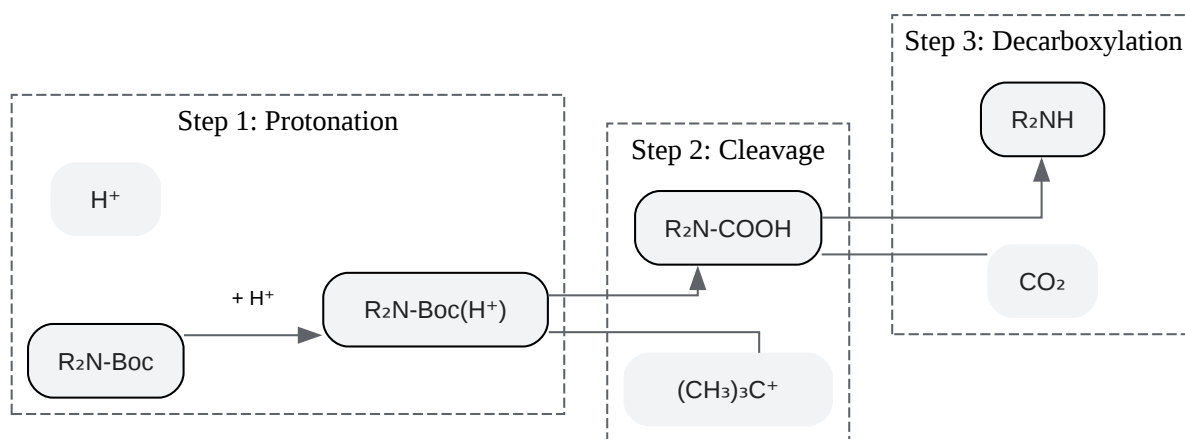 Step 1: Protonation
H⁺
+ H⁺
R₂N-Boc
R₂N-Boc(H⁺)
Step 2: Cleavage
R₂N-COOH
(CH₃)₃C⁺
Step 3: Decarboxylation
R₂NH
CO₂